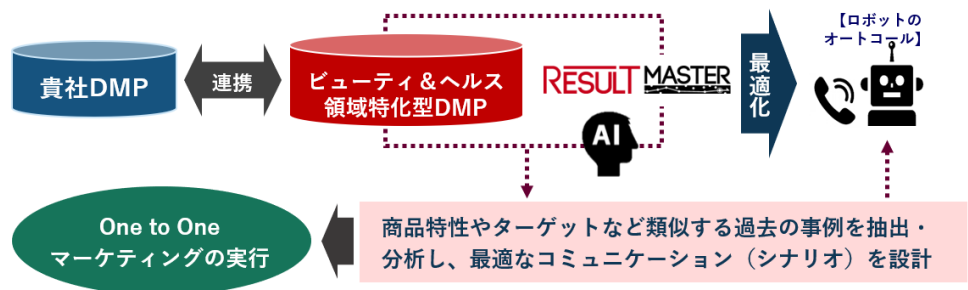 貴社DMP
連携
ビューティ＆ヘルス
領域特化型DMP
RESULT MASTER
AI
最適化
【ロボットの
オートコール】
One to One
マーケティングの実行
商品特性やターゲットなど類似する過去の事例を抽出・
分析し、最適なコミュニケーション（シナリオ）を設計